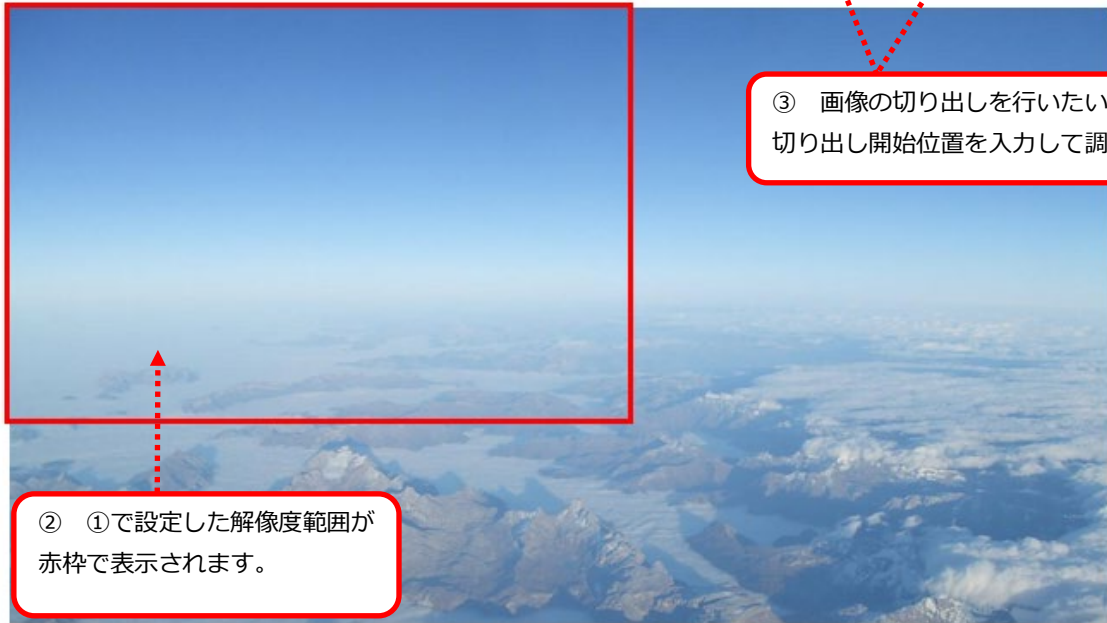 ③ 画像の切り出しを行いたい
切り出し開始位置を入力して調
② ①で設定した解像度範囲が
赤枠で表示されます。